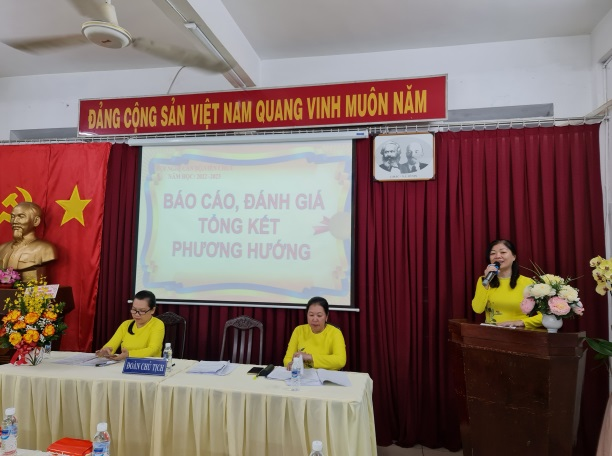 ĐẢNG CỘNG SẢN VIỆT NAM QUANG VINH MUÔN NĂM
BÁO CÁO, ĐÁNH GIÁ
TỔNG KẾT
PHƯƠNG HƯỚNG
ĐOÀN CHỦ TỊCH